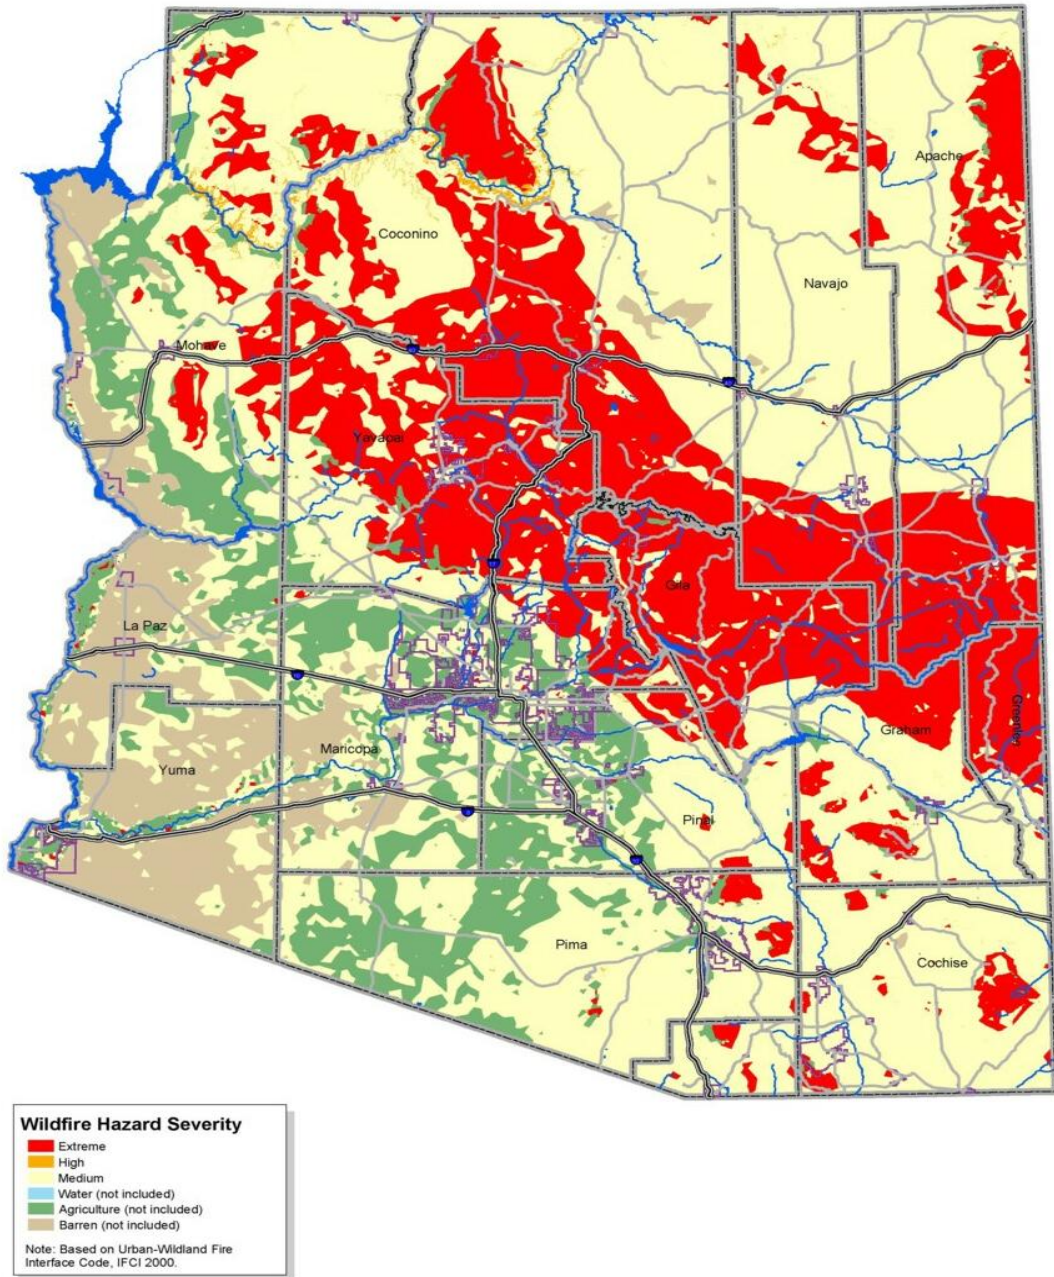 Apache
Coconino
Navajo
Mohave
Yavapai
Gila
La Paz
Greenlee
Graham
Maricopa
Yuma
Pinal
Pima
Cochise
Wildfire Hazard Severity
Extreme
High
Medium
Water (not included)
Agriculture (not included)
Barren (not included)
Note: Based on Urban-Wildland Fire
Interface Code, IFCI 2000.